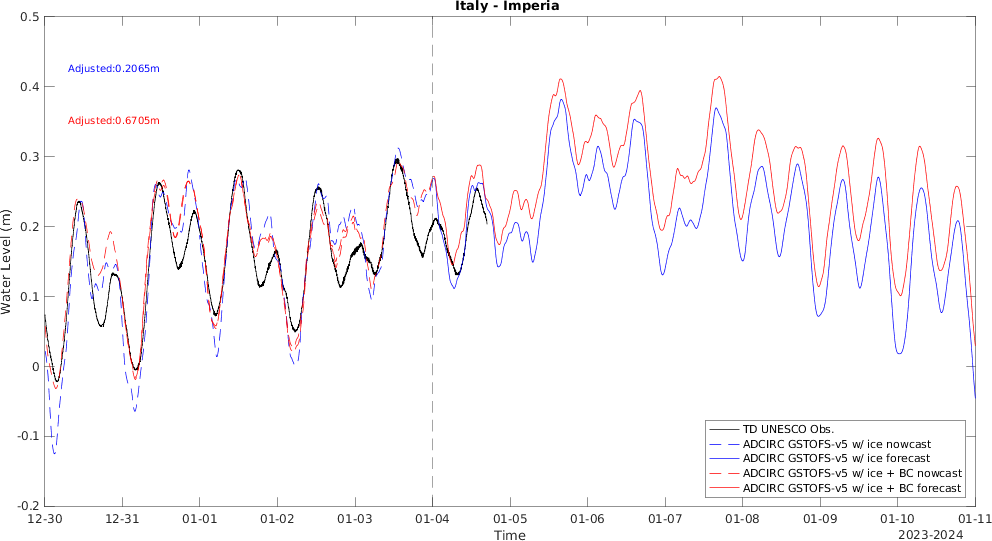 Italy - Imperia
0.5
0.4
0.3
0.2
0.1
0
-0.1
-0.2
Water Level (m)
Adjusted:0.2065m
Adjusted:0.6705m
TD UNESCO Obs.
ADCIRC GSTOFS-v5 w/ ice nowcast
ADCIRC GSTOFS-v5 w/ ice forecast
ADCIRC GSTOFS-v5 w/ ice + BC nowcast
ADCIRC GSTOFS-v5 w/ ice + BC forecast
12-30 12-31 01-01 01-02 01-03 01-04 01-05 01-06 01-07 01-08 01-09 01-10 01-11
Time
2023-2024